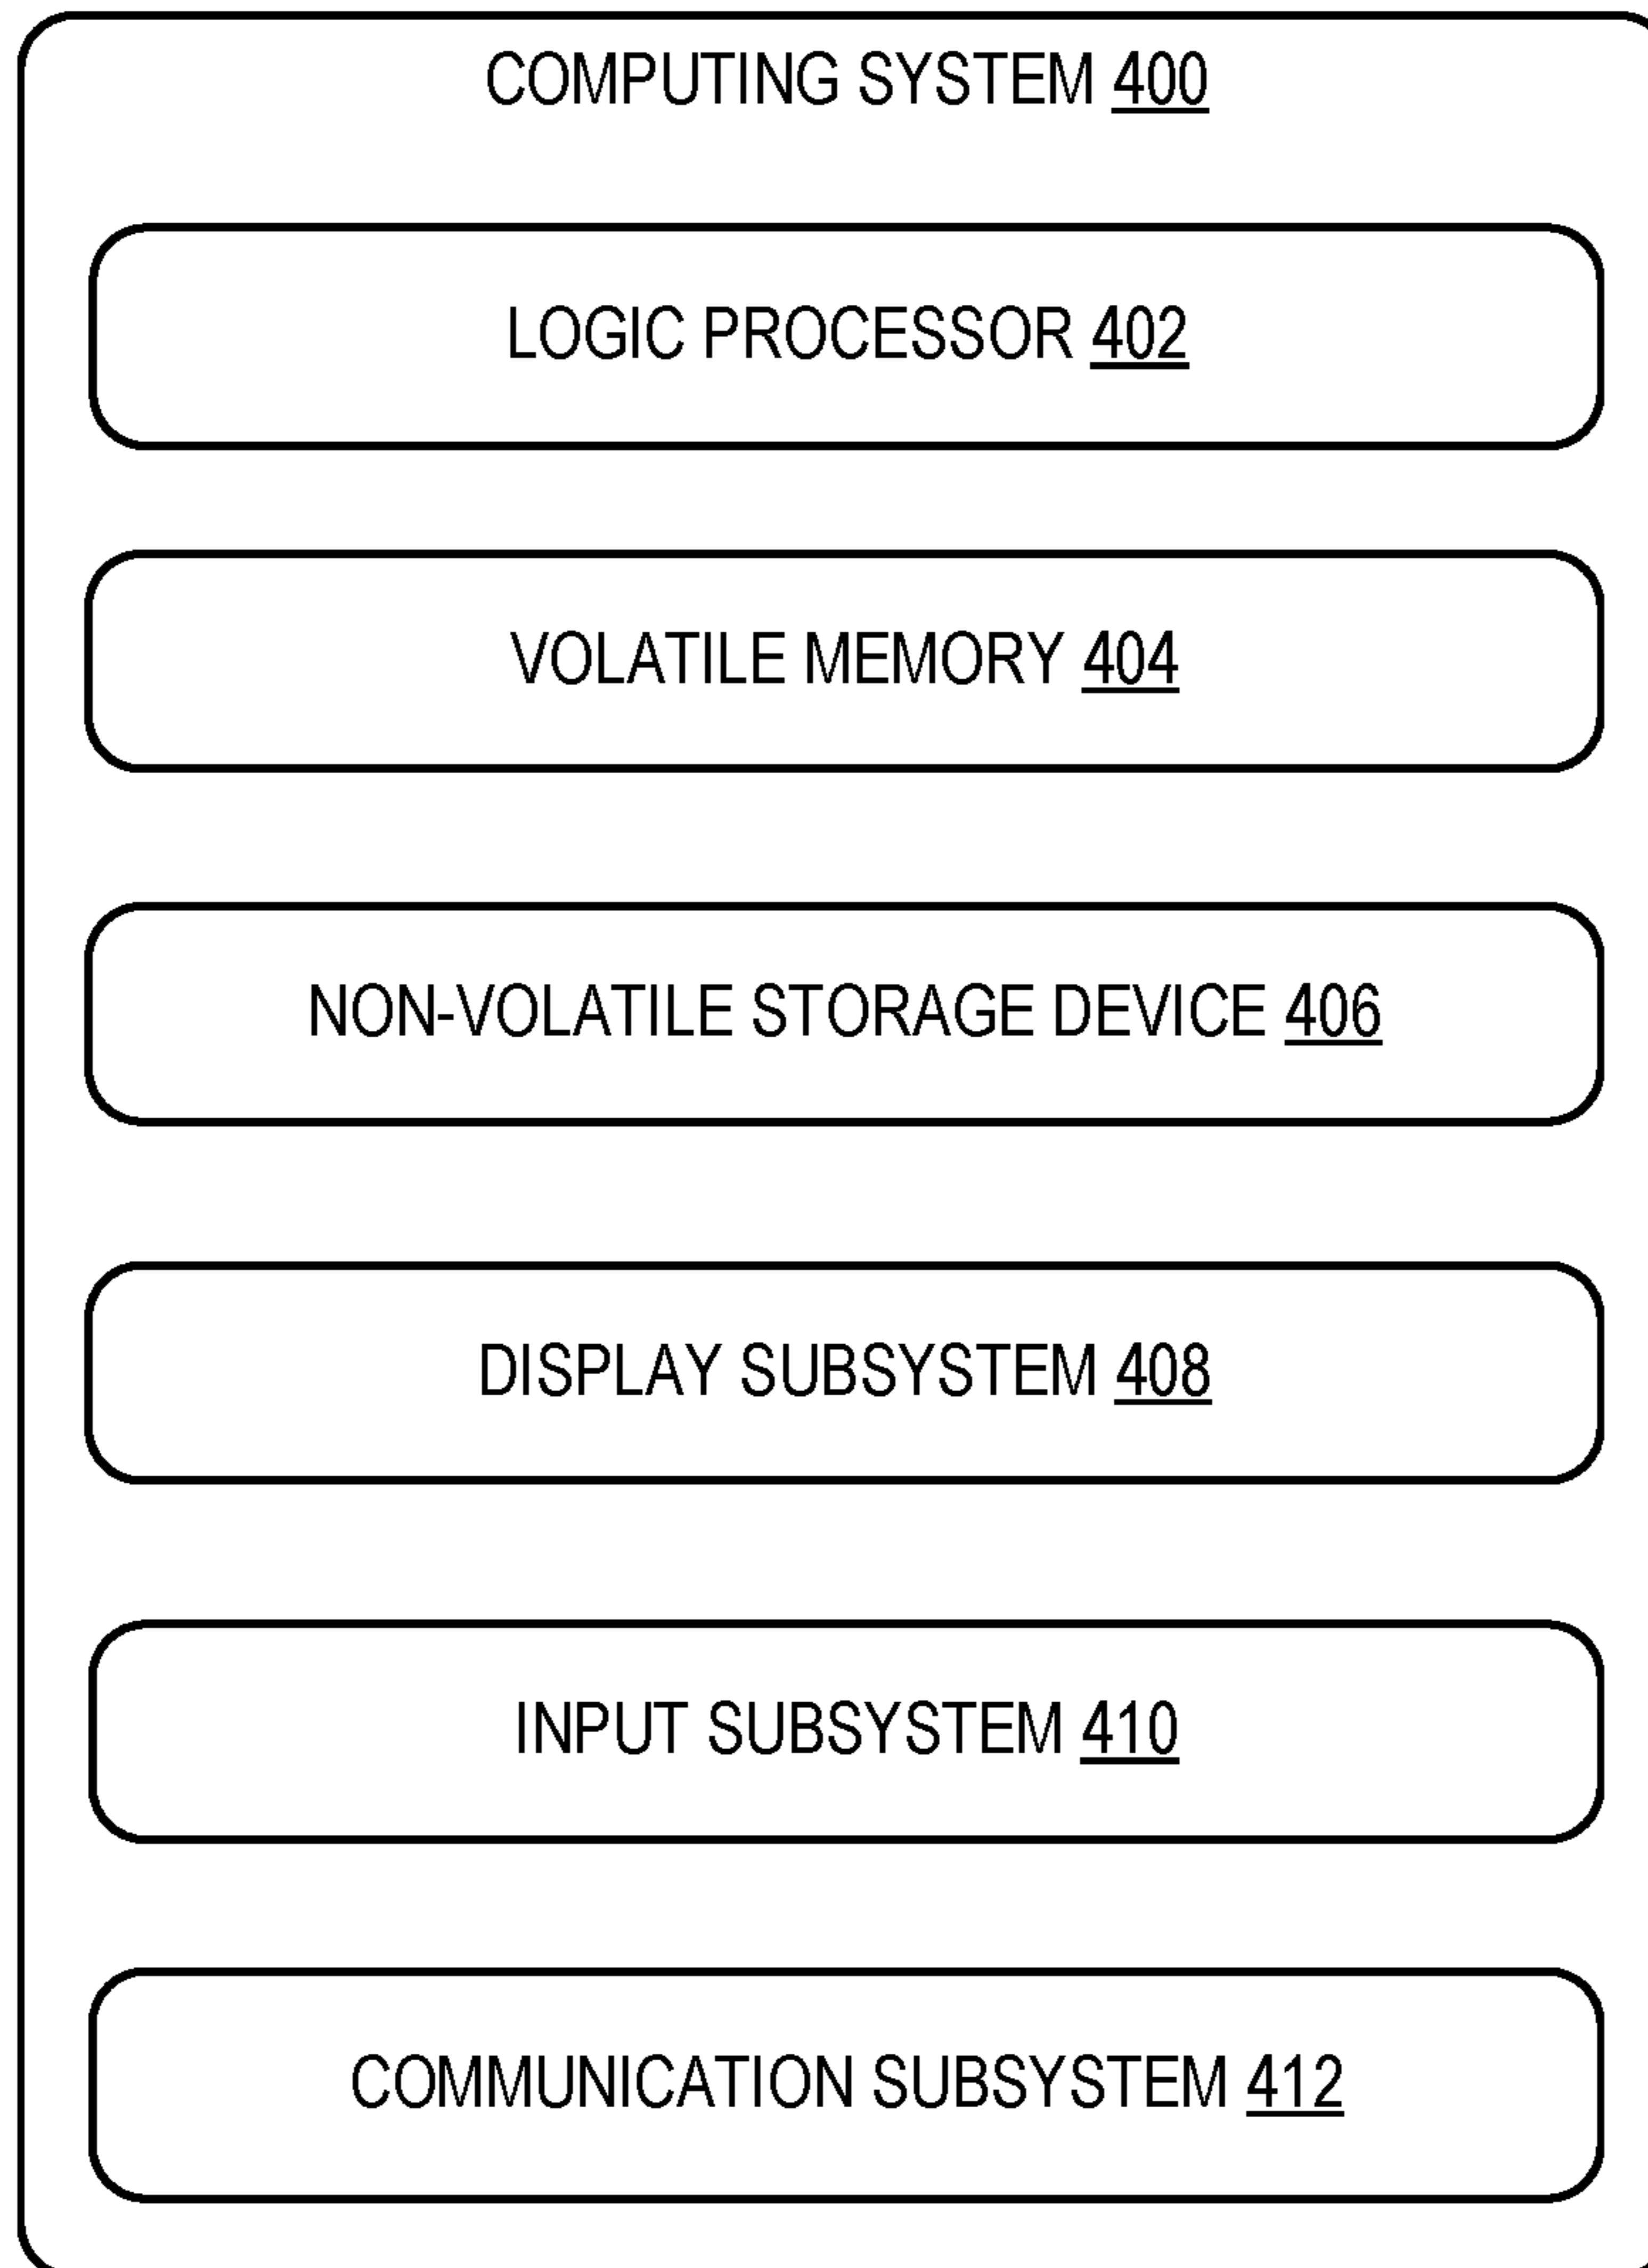 COMPUTING SYSTEM 400
LOGIC PROCESSOR 402
VOLATILE MEMORY 404
NON-VOLATILE STORAGE DEVICE 406
DISPLAY SUBSYSTEM 408
INPUT SUBSYSTEM 410
COMMUNICATION SUBSYSTEM 412